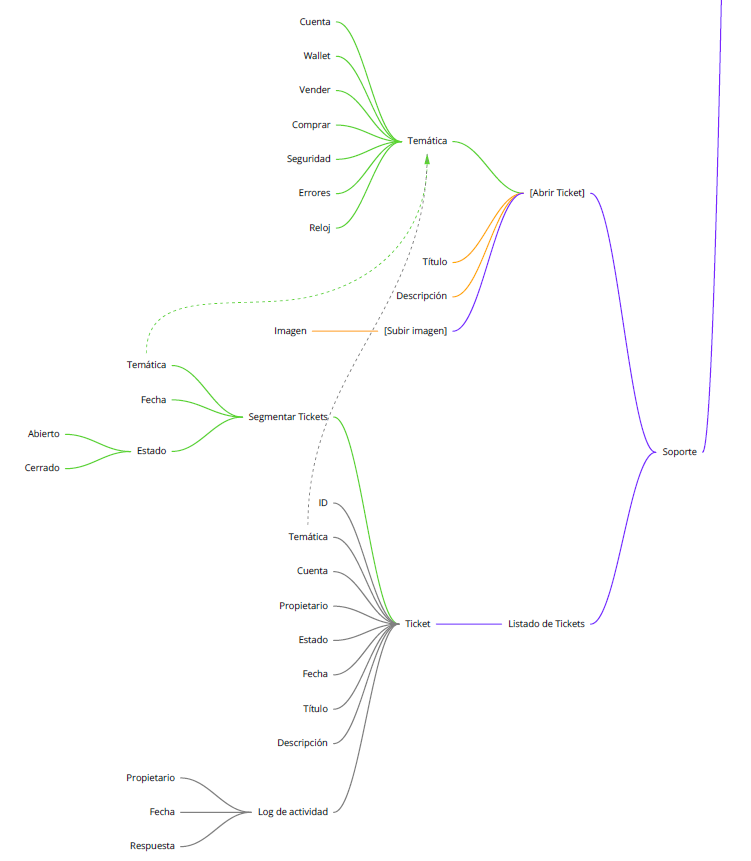 Cuenta
Wallet
Vender
Comprar
Temática
Seguridad
Errores
[Abrir Ticket]
Reloj
Título
Descripción
Imagen
[Subir imagen]
Temática
Fecha
Segmentar Tickets
Abierto
Estado
Cerrado
Soporte
ID
Temática
Cuenta
Propietario
Ticket
Listado de Tickets
Estado
Fecha
Título
Descripción
Propietario
Fecha
Log de actividad
Respuesta